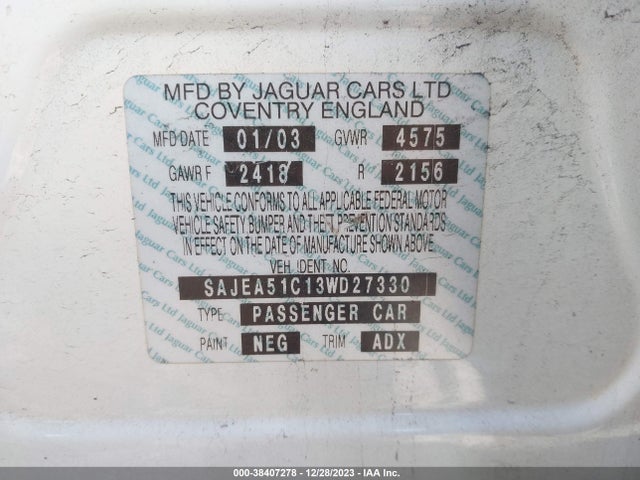 MFD BY JAGUAR CARS LTD
COVENTRY ENGLAND
MFD DATE 01/03 GVWR 4575
GAWR F 2418 R 2156
THIS VEHICLE CONFORMS TO ALL APPLICABLE FEDERAL MOTOR
VEHICLE SAFETY BUMPER AND THEFT PREVENTION STANDARDS
IN EFFECT ON THE DATE OF MANUFACTURE SHOWN ABOVE.
VEH. IDENT NO.
SAJEA51C13WD27330
TYPE PASSENGER CAR
PAINT NEG TRIM ADX
000-38407278 - 12/28/2023 - IAA Inc.